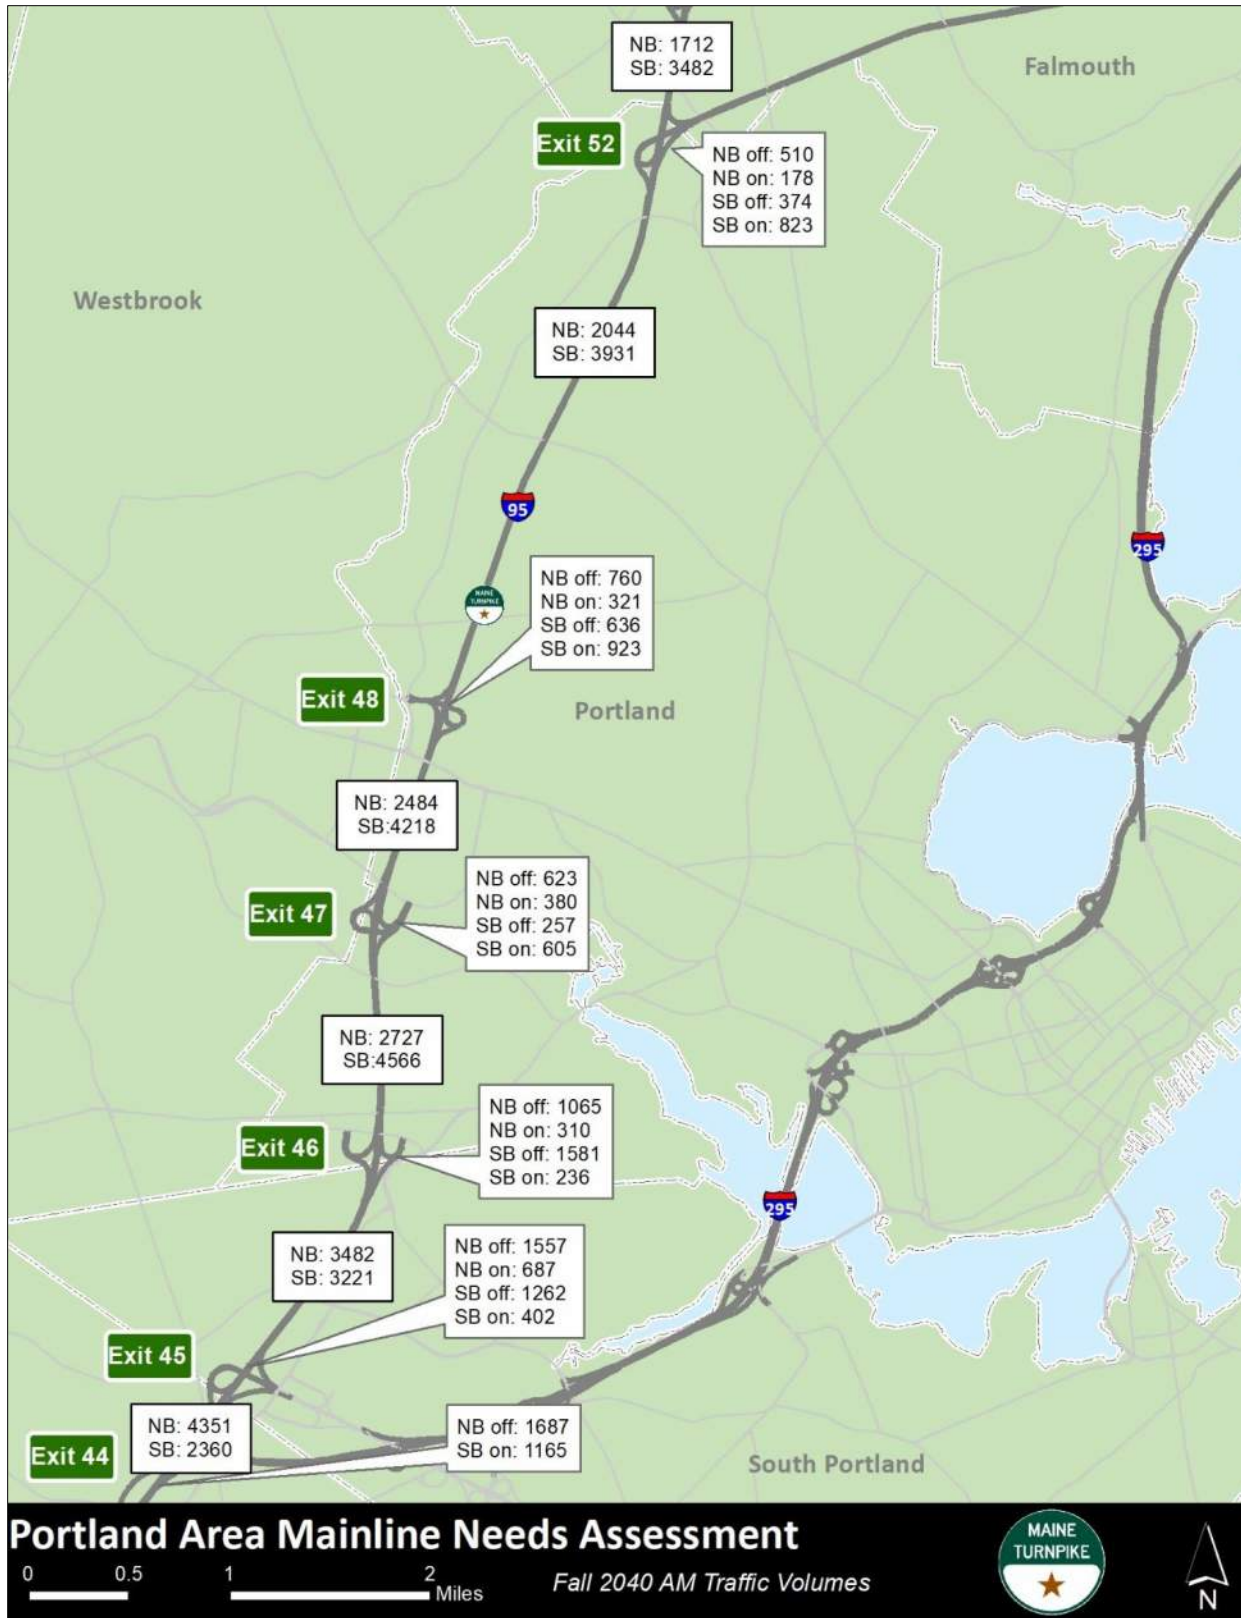 NB: 1712
SB: 3482
Falmouth
Exit 52
NB off: 510
NB on: 178
SB off: 374
SB on: 823
Westbrook
NB: 2044
SB: 3931
95
295
NB off: 760
NB on: 321
SB off: 636
SB on: 923
MAINE
TURNPIKE
Exit 48
Portland
NB: 2484
SB:4218
NB off: 623
NB on: 380
SB off: 257
SB on: 605
Exit 47
NB: 2727
SB:4566
NB off: 1065
NB on: 310
SB off: 1581
SB on: 236
Exit 46
295
NB: 3482
SB: 3221
NB off: 1557
NB on: 687
SB off: 1262
SB on: 402
Exit 45
NB: 4351
SB: 2360
NB off: 1687
SB on: 1165
Exit 44
South Portland
Portland Area Mainline Needs Assessment
0 0.5 1 2
Miles
Fall 2040 AM Traffic Volumes
MAINE
TURNPIKE
N